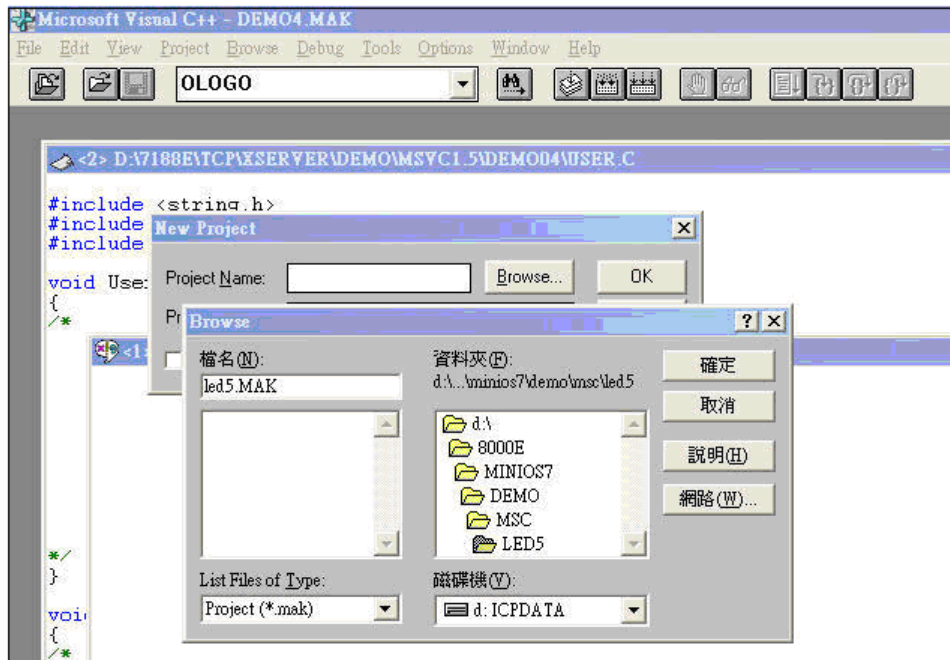 Microsoft Visual C++ - DEMO4.MAK
File Edit View Project Browse Debug Tools Options Window Help
OLOGO
<2> D:\7188E\TCP\XSERVER\DEMO\MSVC1.5\DEMO04\USER.C
#include <string.h>
#include
#include
void User
{
/*
New Project
Project Name:
Browse...
OK
Pr
<1>
Browse
檔名(N):
led5.MAK
資料夾(F):
d:\...\minios7\demo\msc\led5
d:\
8000E
MINIOS7
DEMO
MSC
LED5
確定
取消
說明(H)
網路(W)...
List Files of Type:
Project (*.mak)
磁碟機(V):
d: ICPDATA
*/
}
voi
{
/*